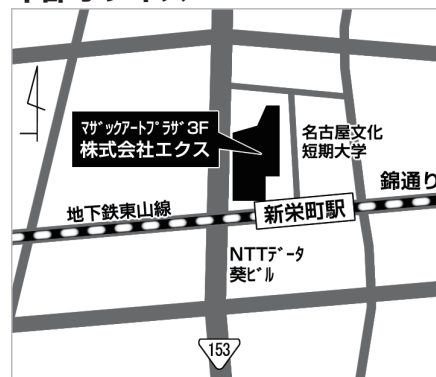 マザックアートプラザ3F
株式会社エクス
名古屋文化
短期大学
錦通り
地下鉄東山線
新栄町駅
NTTデータ
葵ビル
153